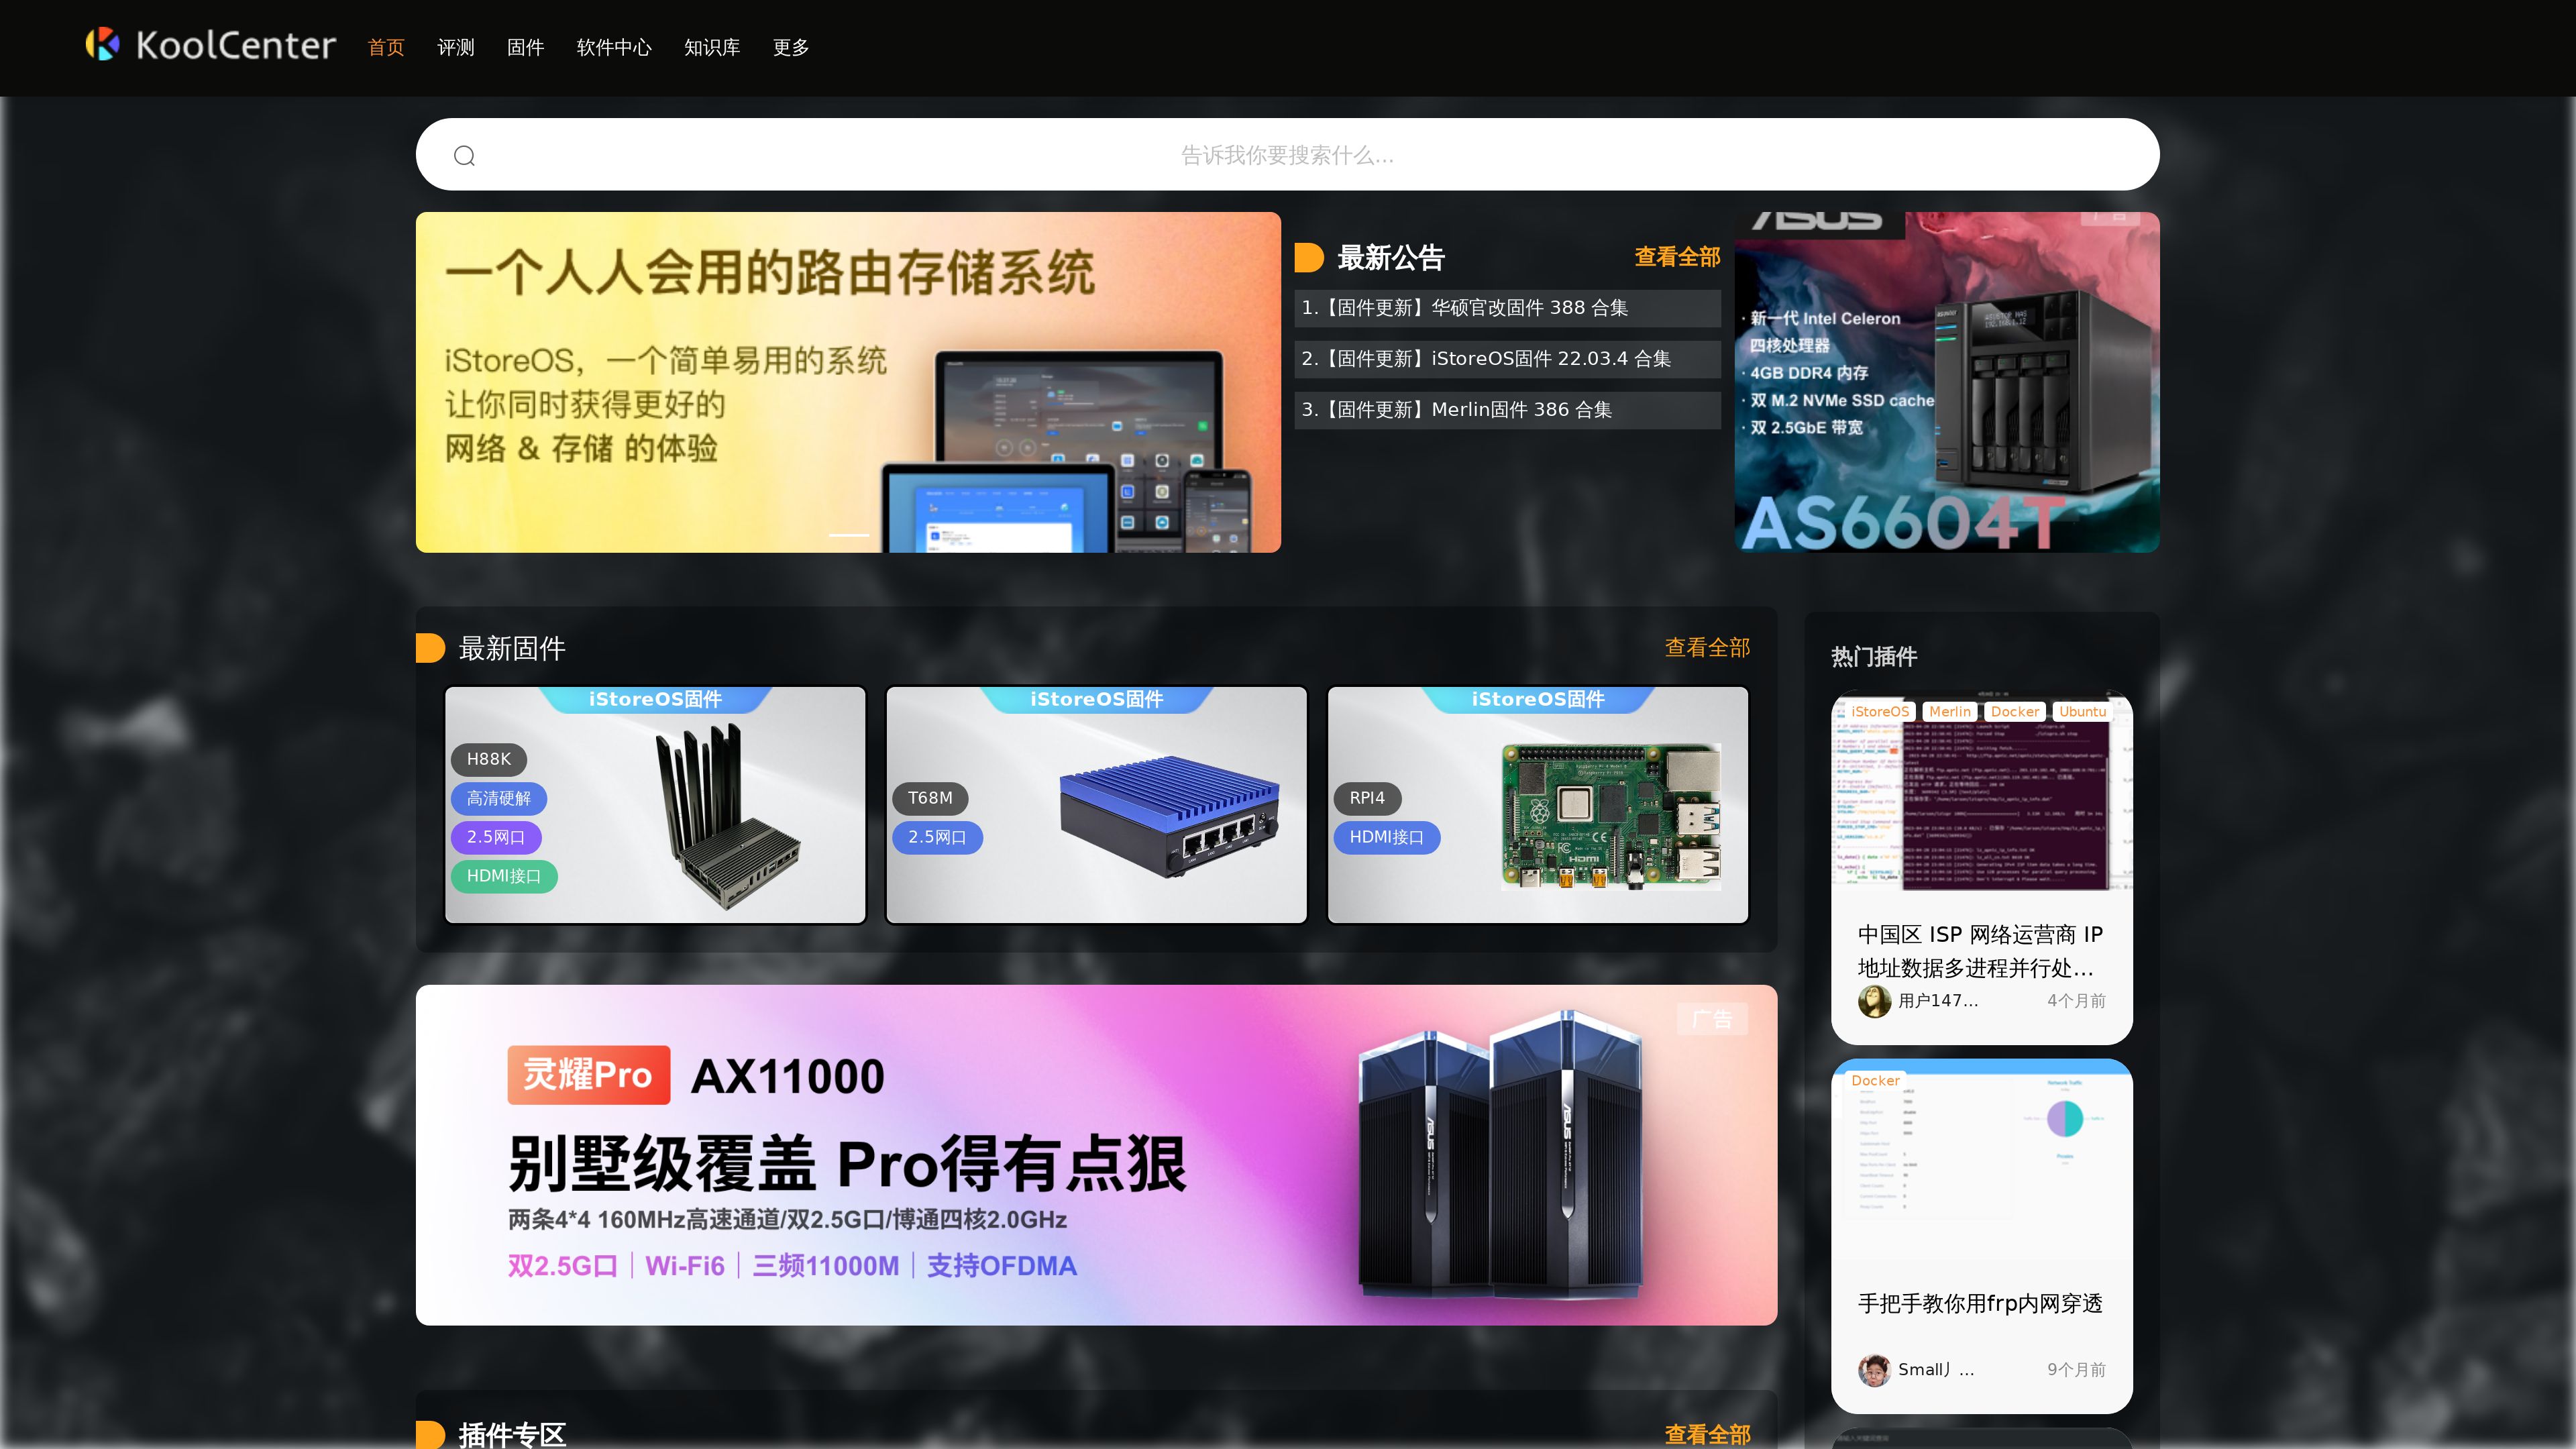 KoolCenter
首页
评测
固件
软件中心
知识库
更多
告诉我你要搜索什么...
一个人人会用的路由存储系统
iStoreOS，一个简单易用的系统
让你同时获得更好的
网络 & 存储 的体验
最新公告
查看全部
1.【固件更新】华硕官改固件 388 合集
2.【固件更新】iStoreOS固件 22.03.4 合集
3.【固件更新】Merlin固件 386 合集
ASUS
广告
· 新一代 Intel Celeron
四核处理器
· 4GB DDR4 内存
· 双 M.2 NVMe SSD cache
· 双 2.5GbE 带宽
AS6604T
最新固件
查看全部
iStoreOS固件
H88K
高清硬解
2.5网口
HDMI接口
iStoreOS固件
T68M
2.5网口
iStoreOS固件
RPI4
HDMI接口
HDMI
热门插件
iStoreOS
Merlin
Docker
Ubuntu
中国区 ISP 网络运营商 IP
地址数据多进程并行处...
用户147...
4个月前
广告
灵耀Pro
AX11000
别墅级覆盖 Pro得有点狠
两条4*4 160MHz高速通道/双2.5G口/博通四核2.0GHz
双2.5G口｜Wi-Fi6｜三频11000M｜支持OFDMA
ASUS
ASUS
Docker
Network Traffic
手把手教你用frp内网穿透
Small丿...
9个月前
插件专区
查看全部